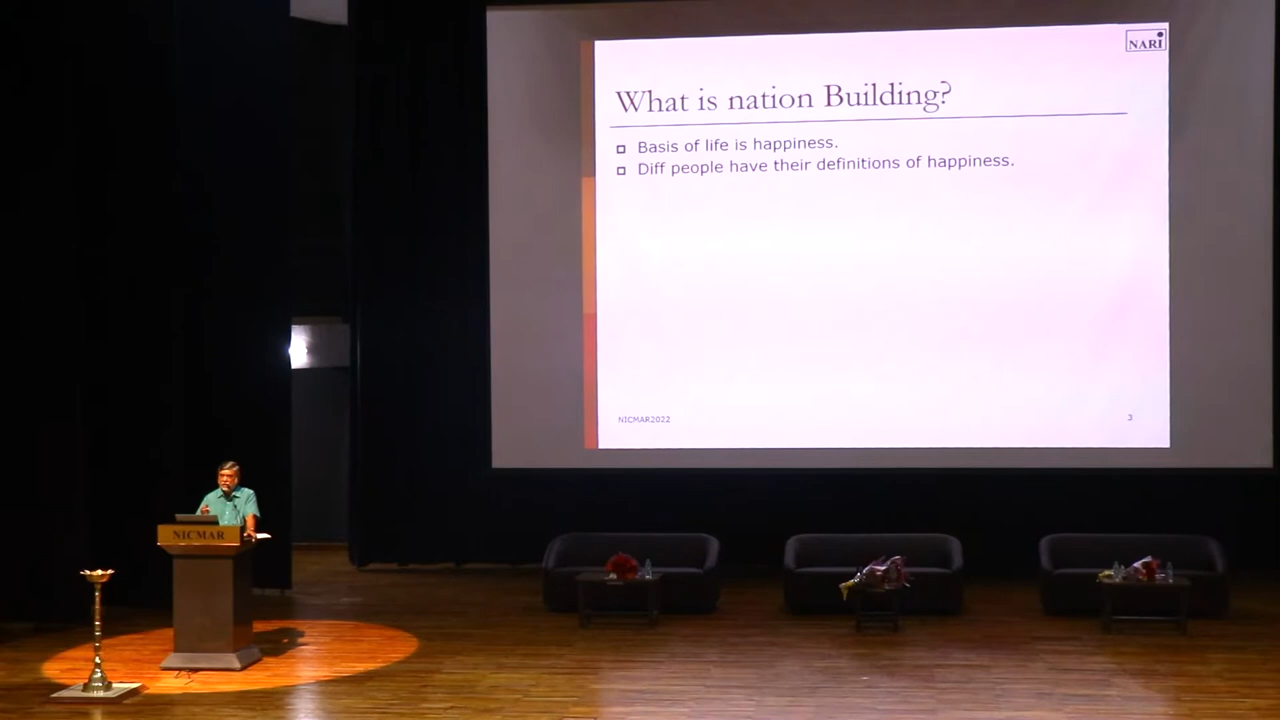 NARI
What is nation Building?
Basis of life is happiness.
Diff people have their definitions of happiness.
NICMAR2022
3
NICMAR